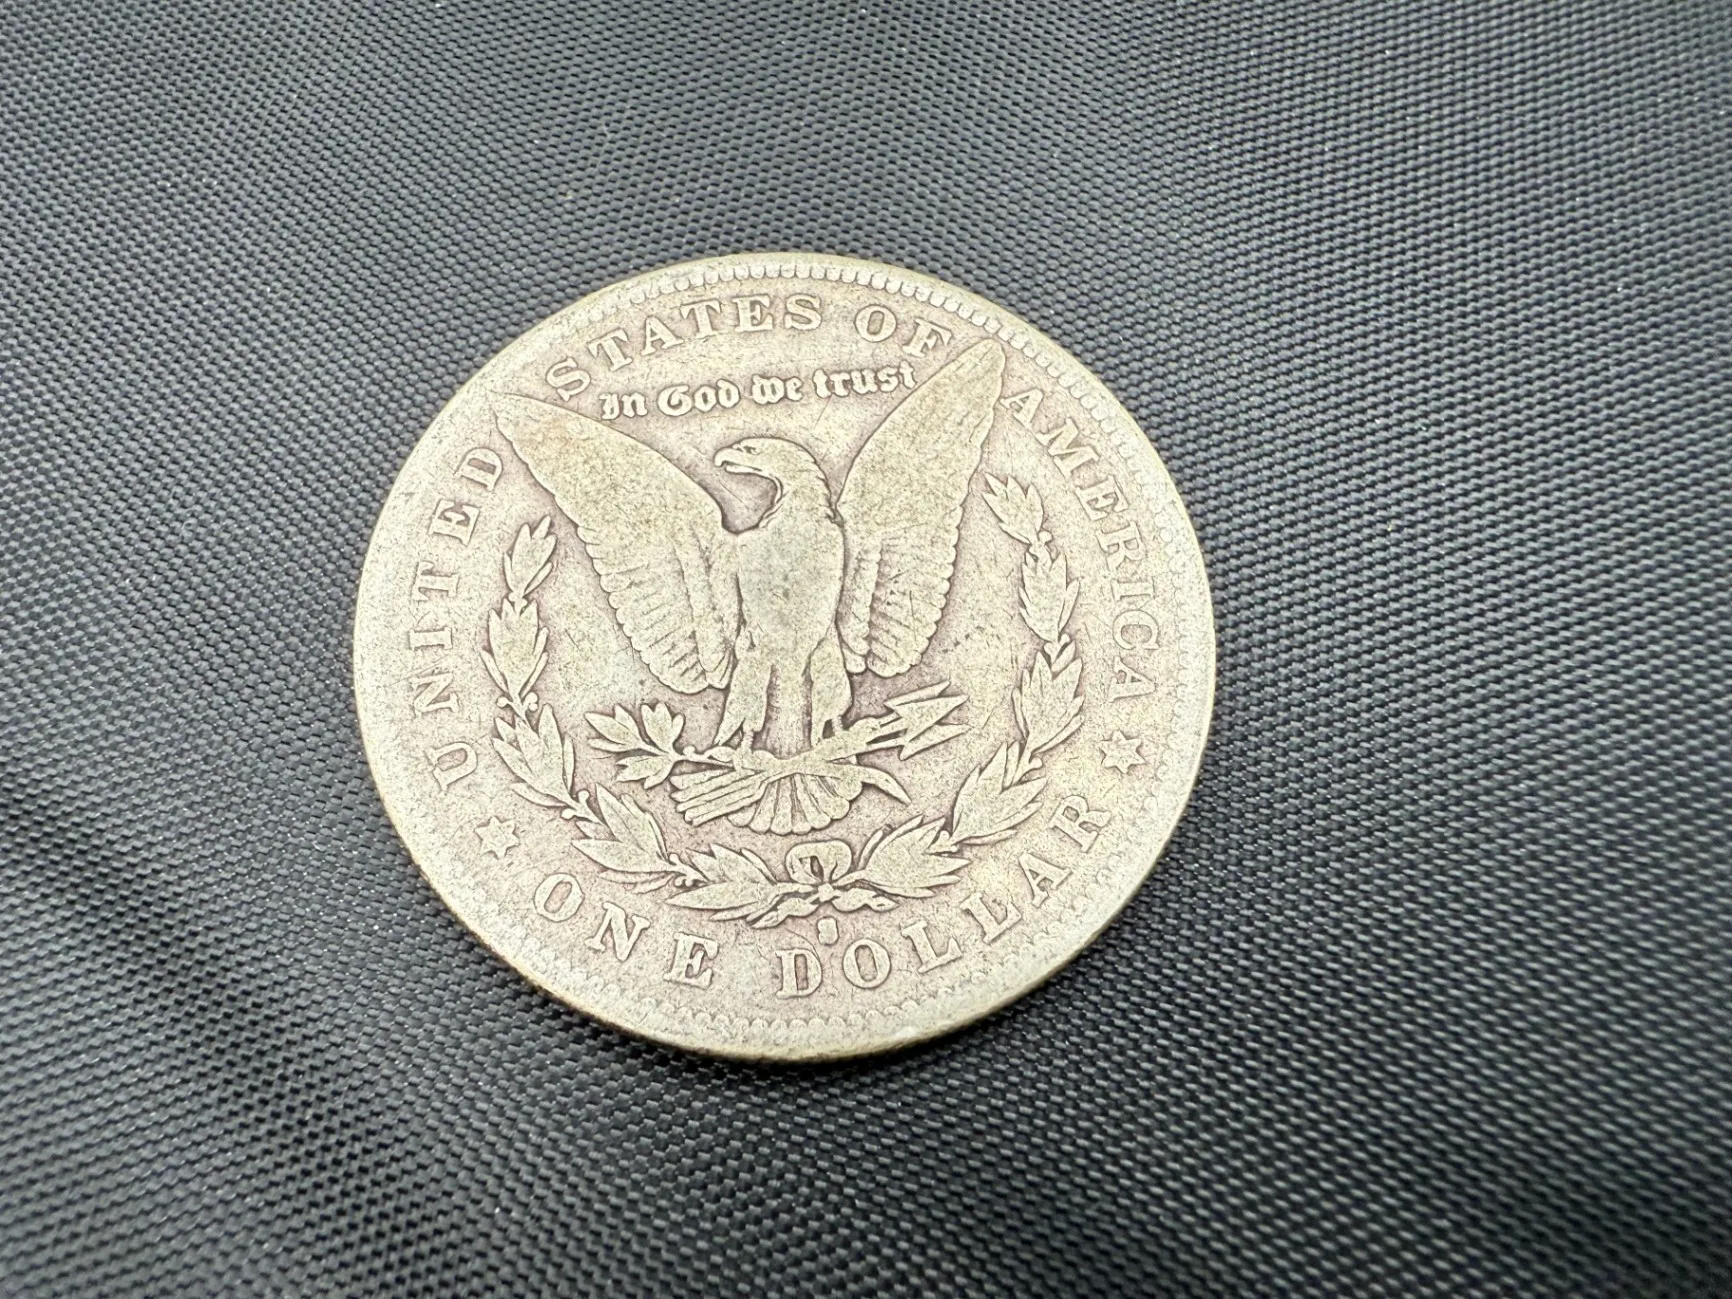 UNITED STATES OF AMERICA
In God we trust
ONE DOLLAR
S